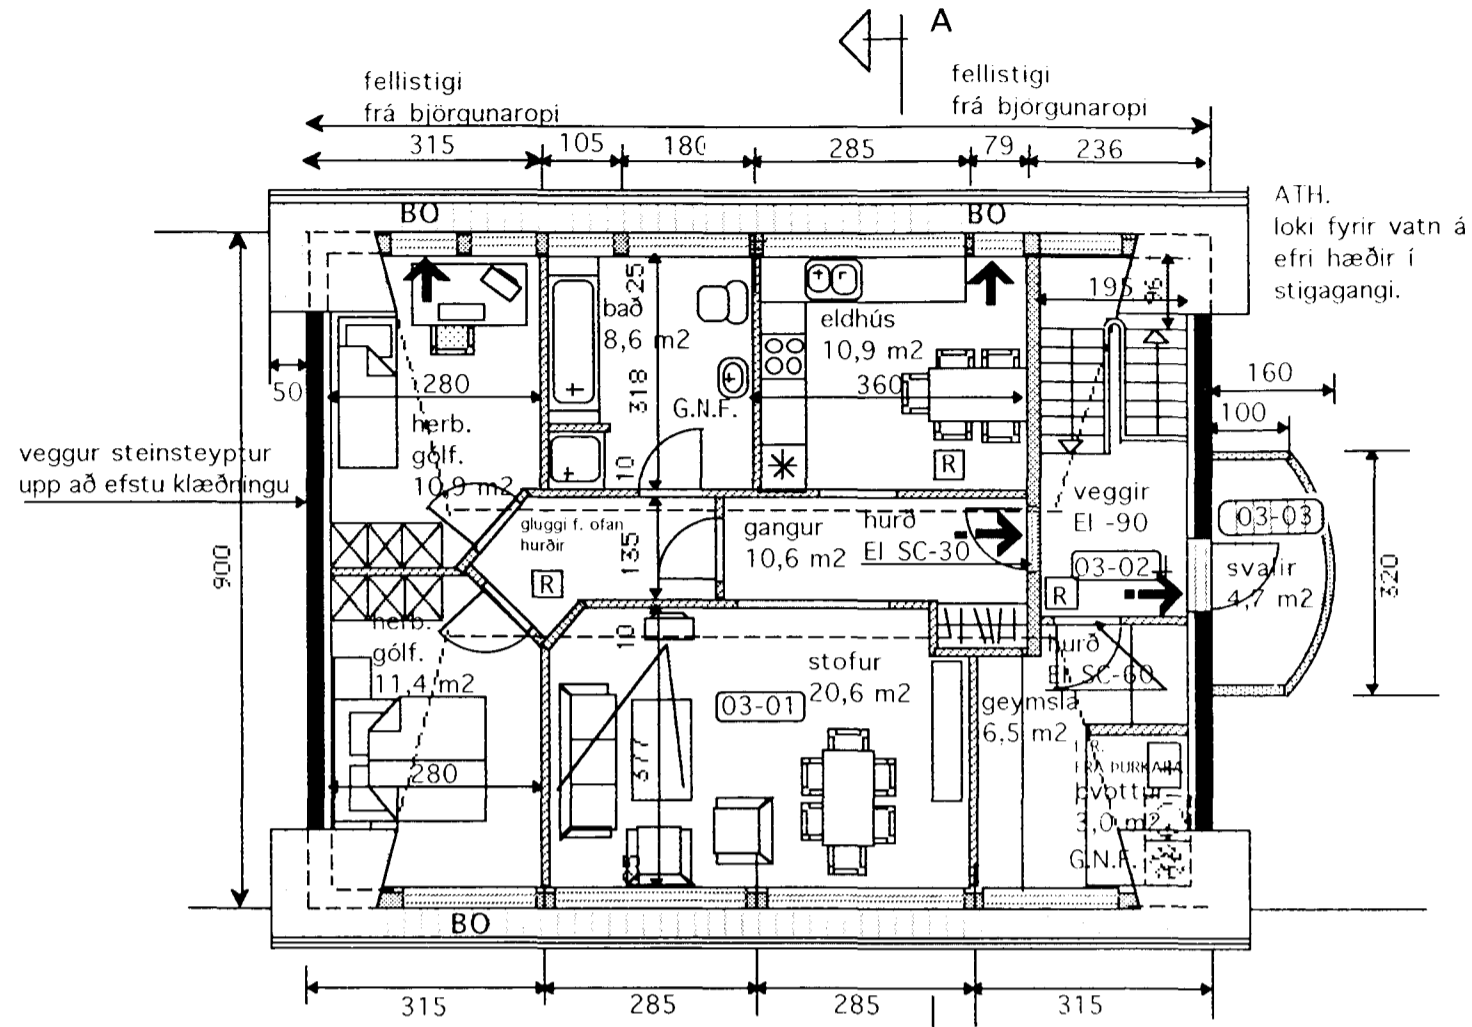 A
fellistigi
frá björgunaropi
fellistigi
frá bjorgunaropi
315
105
180
285
79
236
BO
BO
ATH.
loki fyrir vatn á
efri hæðir í
stigagangi.
25
195
96
bað
8,6 m2
eldhús
10,9 m2
50
280
318
G.N.F.
360
160
100
herb.
gólf.
10,9 m2
veggur steinsteyptur
upp að efstu klæðningu
10
R
veggir
EI -90
03-03
gluggi f. ofan
hurðir
135
gangur
10,6 m2
hurð
EI SC-30
900
R
R
03-02
svalir
4,7 m2
320
herb.
gólf.
11,4 m2
10
stofur
20,6 m2
03-01
hurð
EI SC-60
geymsla
6,5 m2
377
280
FRÁ ÞURKARA
þvottur
3,0 m2
G.N.F.
BO
315
285
285
315